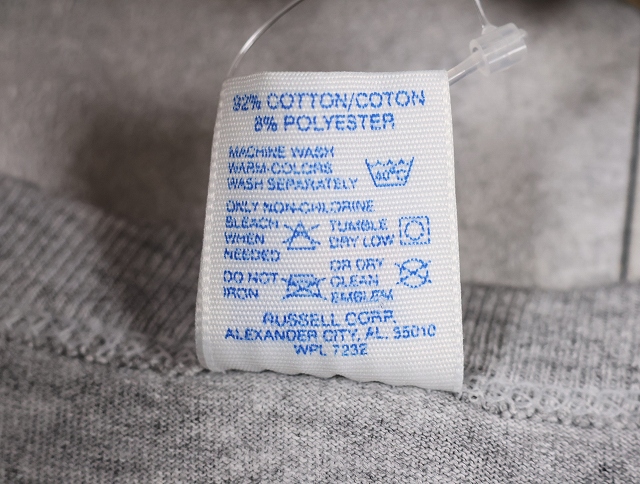 92% COTTON/COTON
8% POLYESTER
MACHINE WASH
WARM-COLORS
WASH SEPARATELY
40°C
ONLY NON-CHLORINE
BLEACH
WHEN
NEEDED
TUMBLE
DRY LOW
DO NOT
IRON
OR DRY
CLEAN
EMBLEM
RUSSELL CORP.
ALEXANDER CITY, AL. 35010
WPL 7232